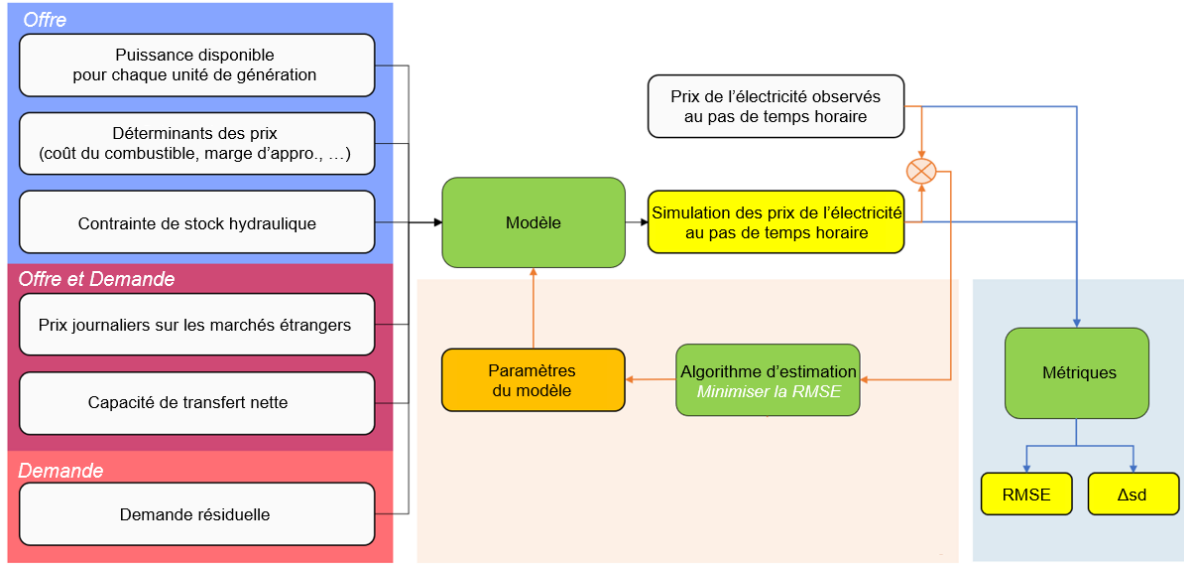 Offre
Puissance disponible
pour chaque unité de génération
Déterminants des prix
(coût du combustible, marge d'appro., …)
Contrainte de stock hydraulique
Offre et Demande
Prix journaliers sur les marchés étrangers
Capacité de transfert nette
Demande
Demande résiduelle
Modèle
Prix de l'électricité observés
au pas de temps horaire
Simulation des prix de l'électricité
au pas de temps horaire
Paramètres
du modèle
Algorithme d'estimation
Minimiser la RMSE
Métriques
RMSE
Δsd